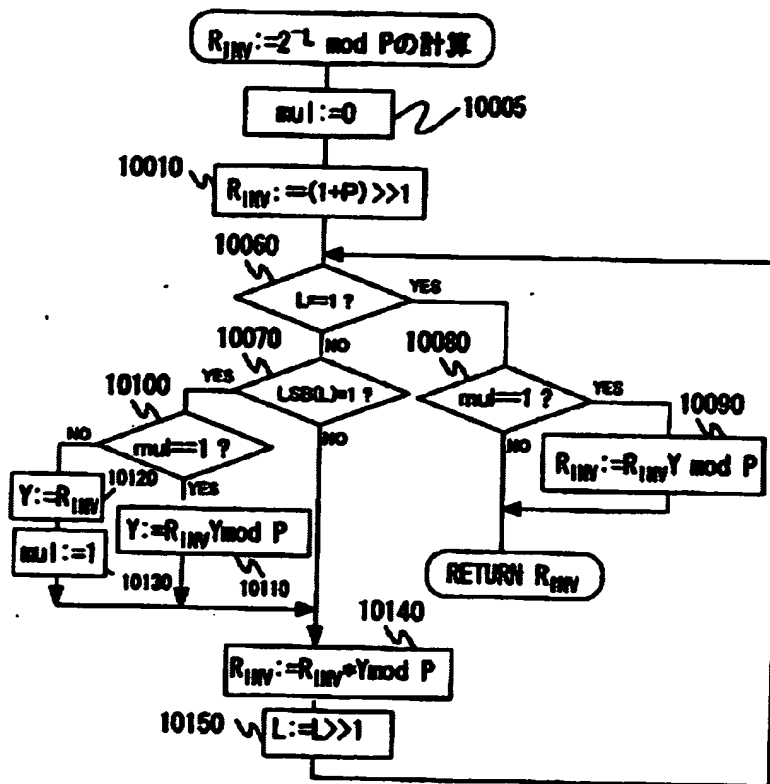 R_INV:=2^-L mod Pの計算
mul:=0
10005
10010
R_INV:=(1+P)>>1
10060
L==1 ?
YES
NO
10070
LSB(L)=1 ?
YES
NO
10080
mul==1 ?
YES
NO
10090
R_INV:=R_INV Y mod P
10100
mul==1 ?
NO
YES
Y:=R_INV
10120
mul:=1
10130
Y:=R_INV Ymod P
10110
RETURN R_INV
10140
R_INV:=R_INV*Ymod P
10150
L:=L>>1